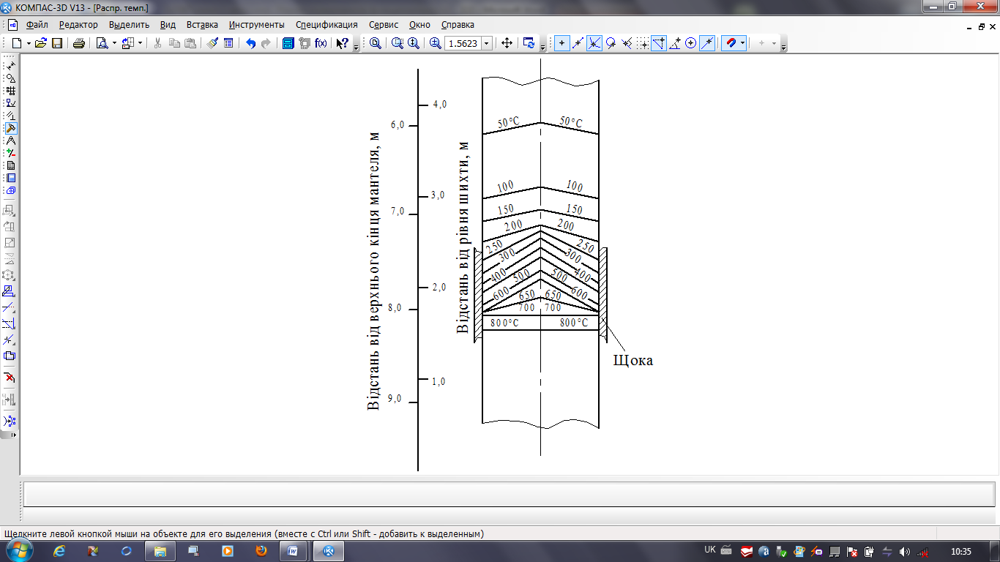 КОМПАС-3D V13 - [Распр. темп.]
Файл Редактор Выделить Вид Вставка Инструменты Спецификация Сервис Окно Справка
1.5623
f(x)
Відстань від верхнього кінця мантеля, м
6,0
7,0
8,0
9,0
4,0
3,0
2,0
1,0
Відстань від рівня шихти, м
50°C 50°C
100 100
150 150
200 200
250 250
300 300
400 400
500 500
600 600
650 650
700 700
800°C 800°C
Щока
Щелкните левой кнопкой мыши на объекте для его выделения (вместе с Ctrl или Shift - добавить к выделенным)
UK
10:35